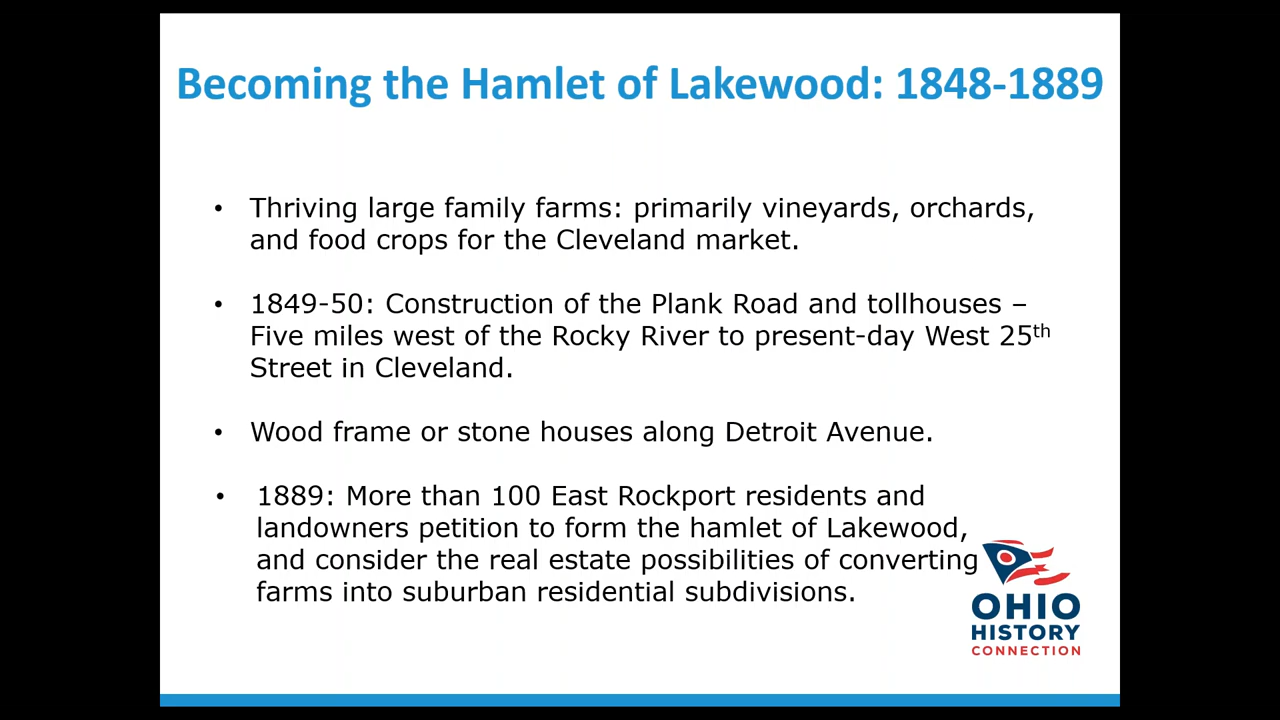 Becoming the Hamlet of Lakewood: 1848-1889
• Thriving large family farms: primarily vineyards, orchards,
and food crops for the Cleveland market.
• 1849-50: Construction of the Plank Road and tollhouses –
Five miles west of the Rocky River to present-day West 25th
Street in Cleveland.
• Wood frame or stone houses along Detroit Avenue.
• 1889: More than 100 East Rockport residents and
landowners petition to form the hamlet of Lakewood,
and consider the real estate possibilities of converting
farms into suburban residential subdivisions.
OHIO
HISTORY
CONNECTION